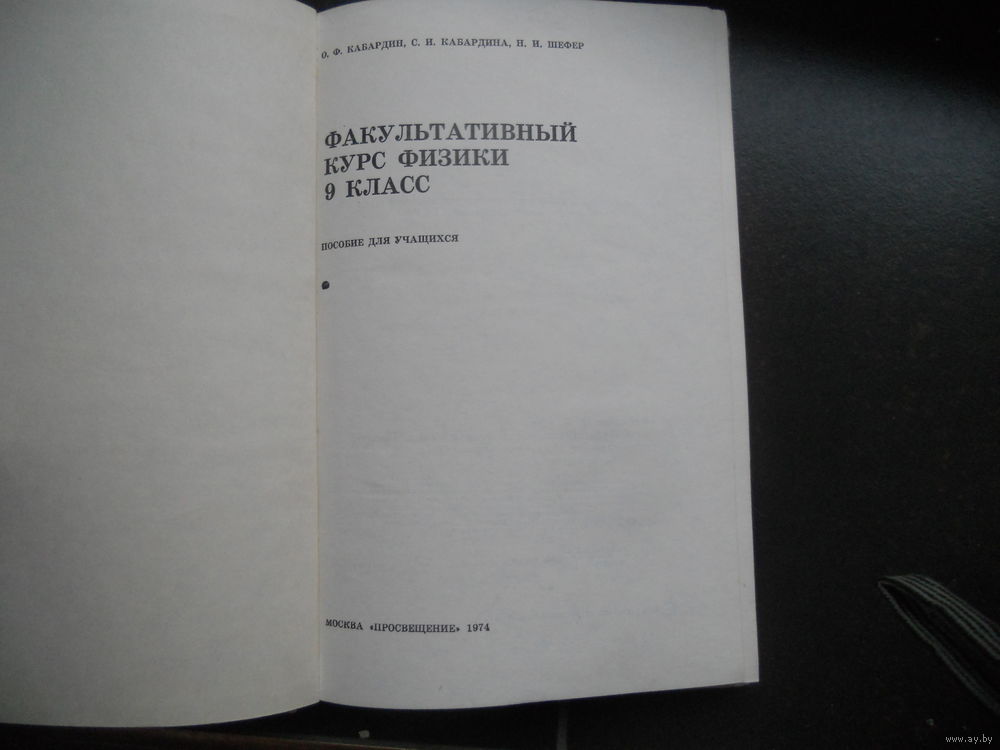 О. Ф. КАБАРДИН, С. И. КАБАРДИНА, Н. И. ШЕФЕР
ФАКУЛЬТАТИВНЫЙ
КУРС ФИЗИКИ
9 КЛАСС
ПОСОБИЕ ДЛЯ УЧАЩИХСЯ
МОСКВА «ПРОСВЕЩЕНИЕ» 1974
www.ay.by